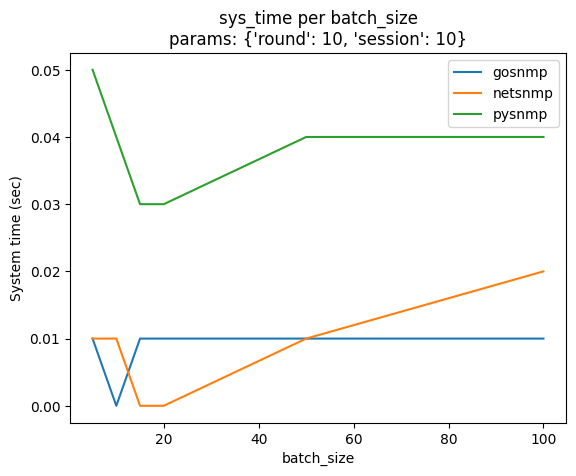 sys_time per batch_size
params: {'round': 10, 'session': 10}
gosnmp
netsnmp
pysnmp
System time (sec)
0.05
0.04
0.03
0.02
0.01
0.00
20
40
60
80
100
batch_size